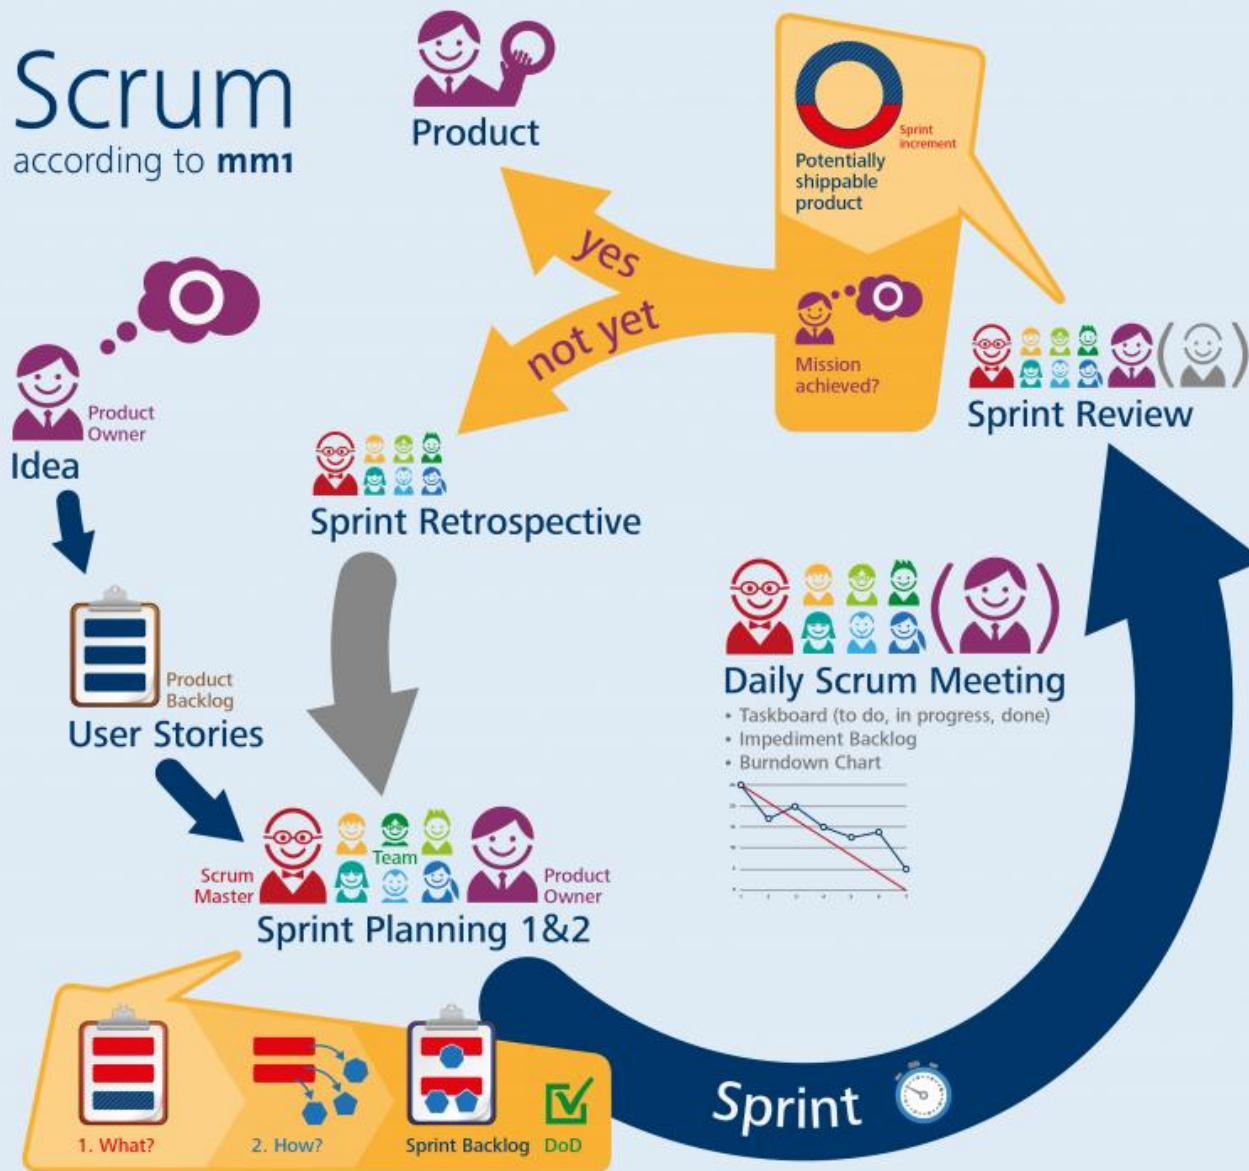 Scrum
according to mm1
Product
Sprint
increment
Potentially
shippable
product
yes
not yet
Mission
achieved?
Product
Owner
Idea
Sprint Review
Sprint Retrospective
Product
Backlog
User Stories
Daily Scrum Meeting
• Taskboard (to do, in progress, done)
• Impediment Backlog
• Burndown Chart
Team
Scrum
Master
Product
Owner
Sprint Planning 1&2
1. What?
2. How?
Sprint Backlog
DoD
Sprint